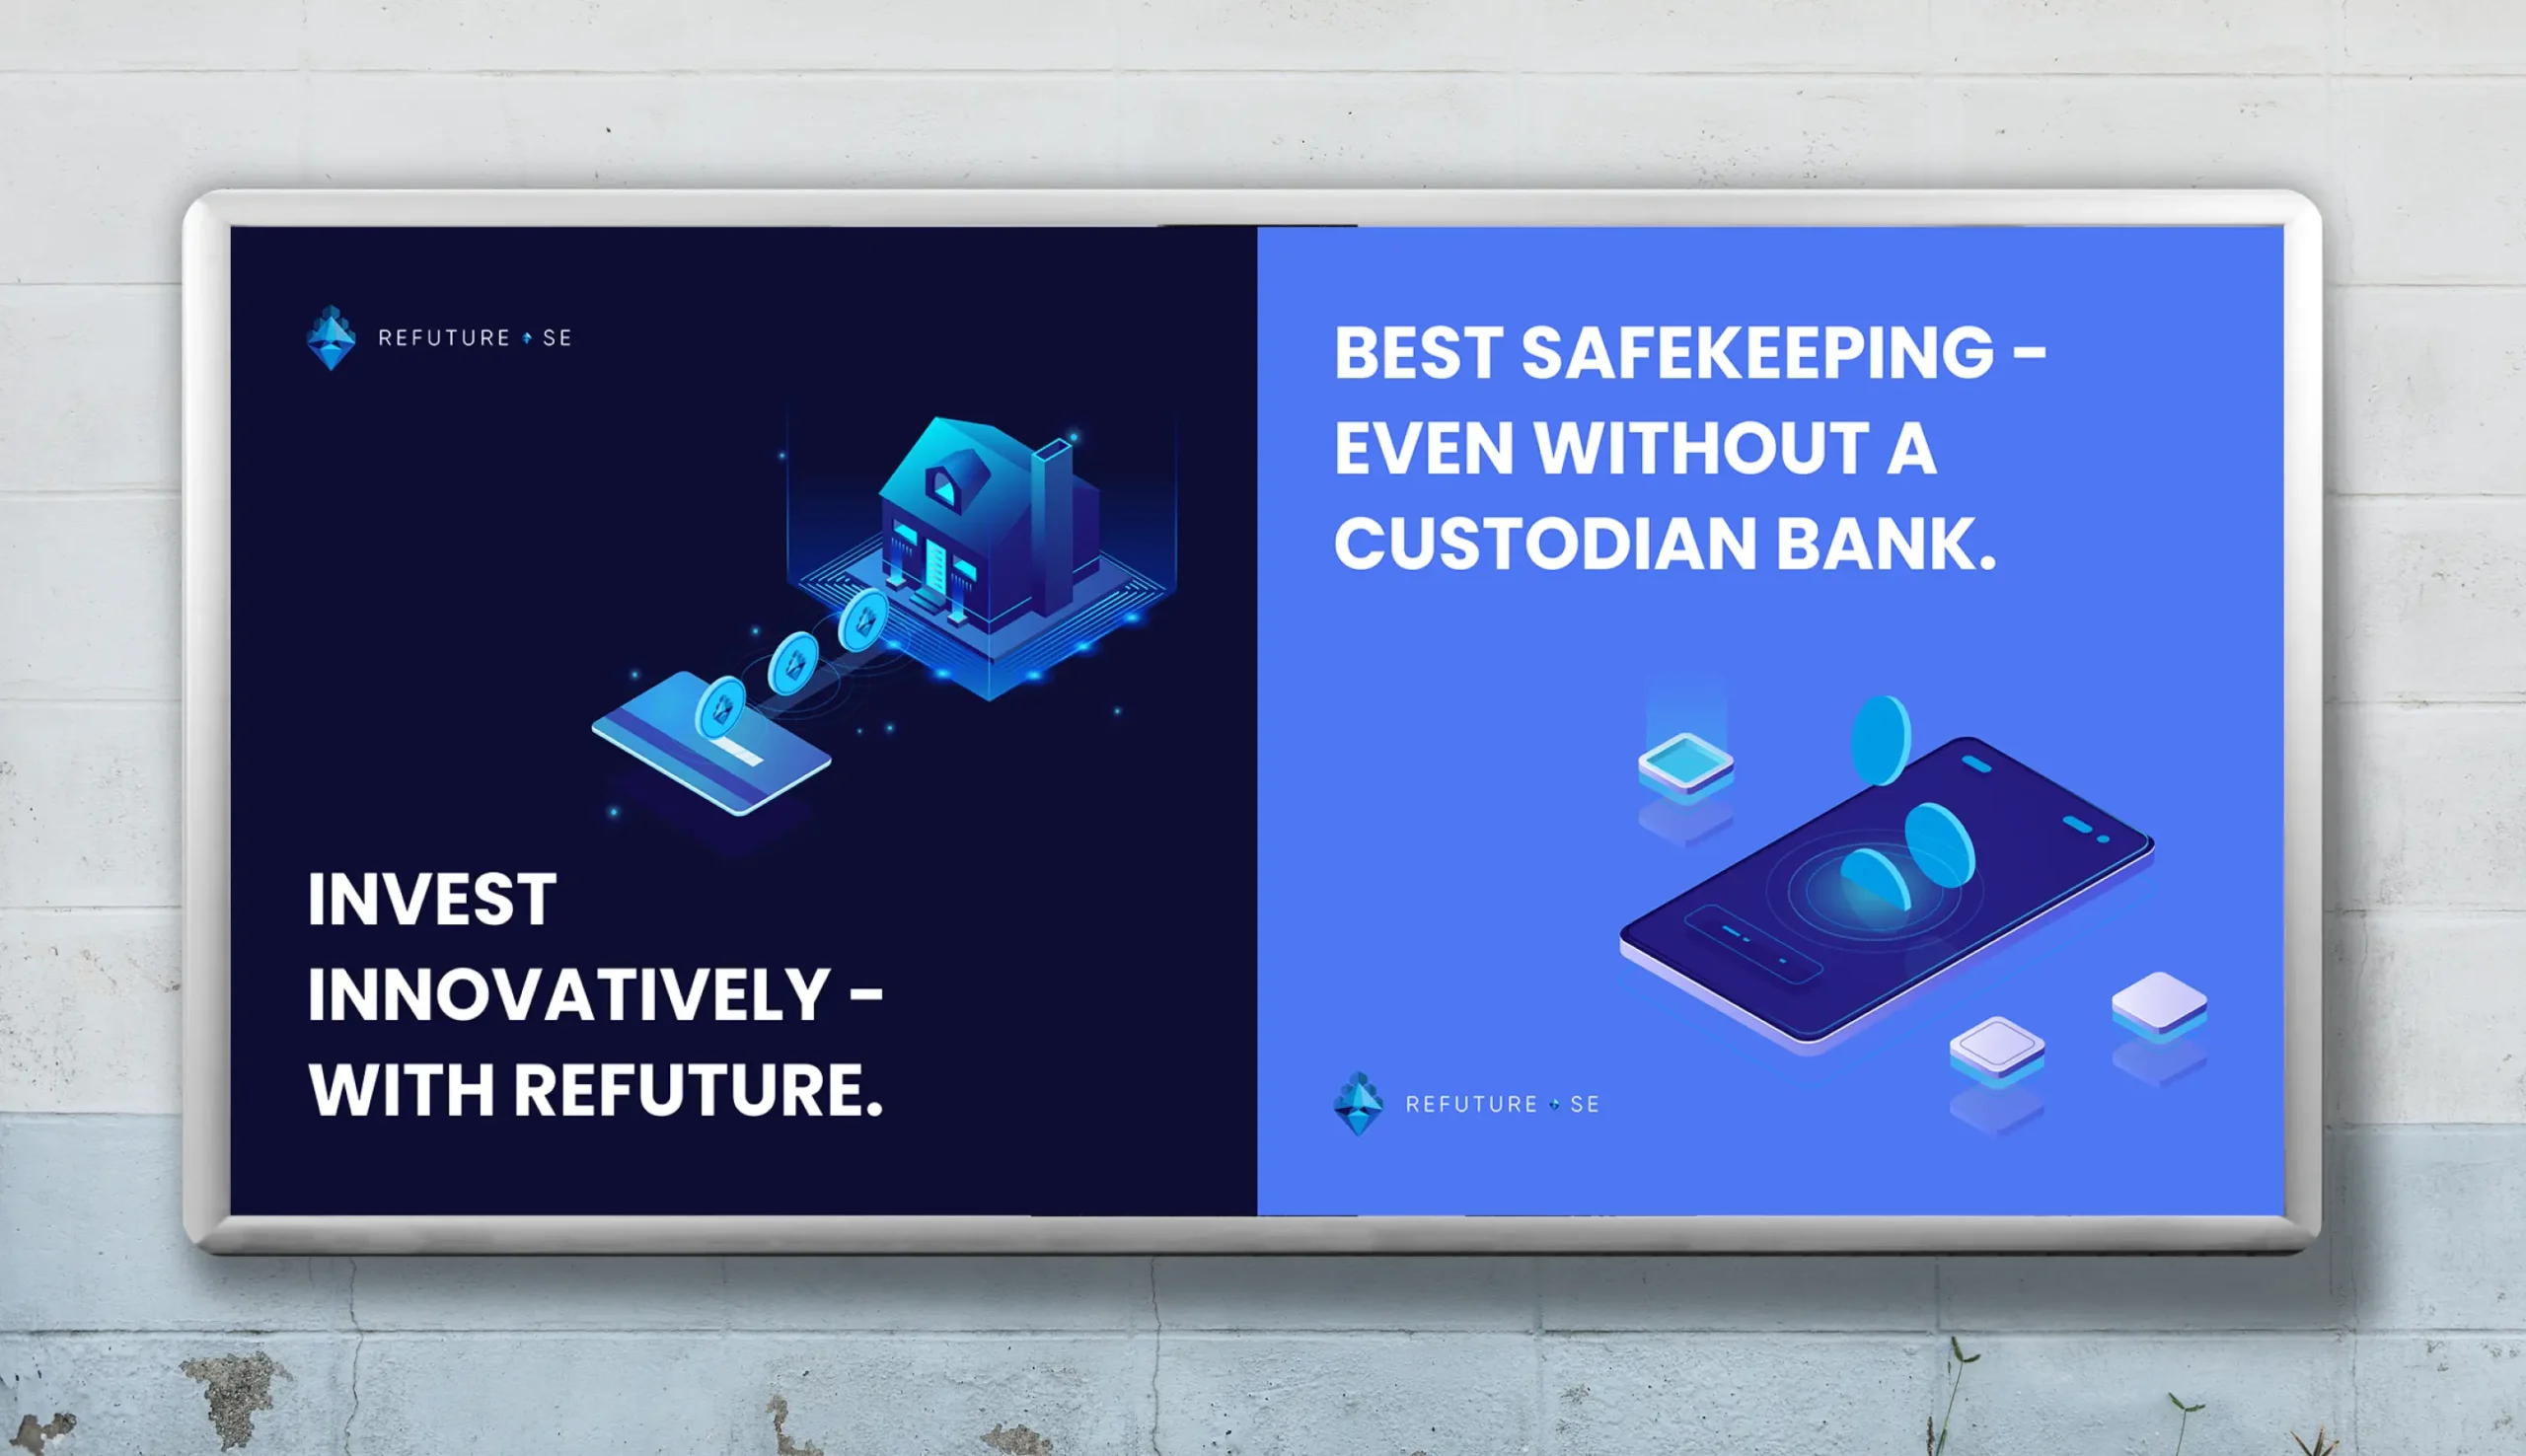 REFUTURE SE
INVEST
INNOVATIVELY –
WITH REFUTURE.
BEST SAFEKEEPING –
EVEN WITHOUT A
CUSTODIAN BANK.
REFUTURE SE